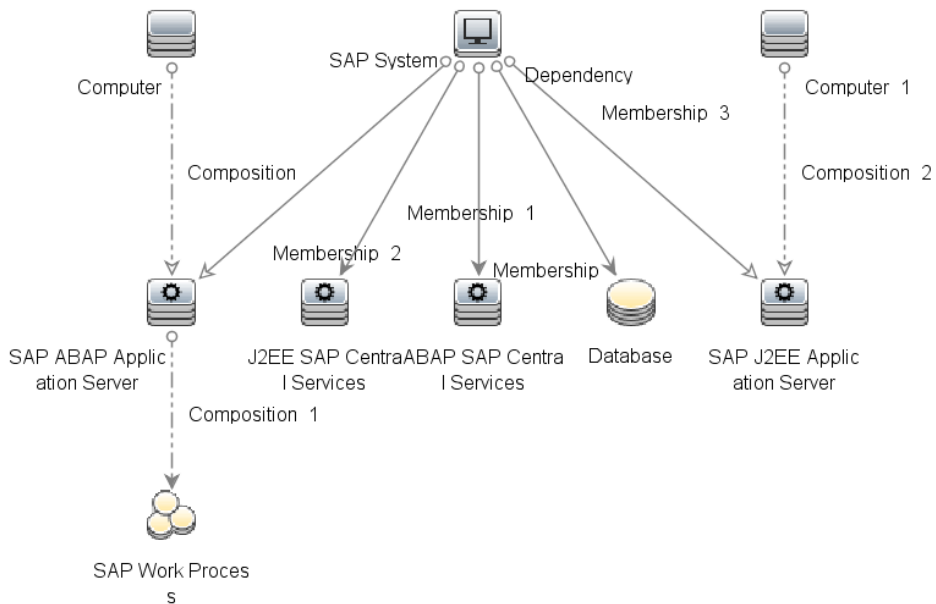 SAP System
Dependency
Computer
Computer 1
Membership 3
Composition
Composition 2
Membership 1
Membership 2
Membership
SAP ABAP Applic
ation Server
J2EE SAP Centra
l Services
ABAP SAP Centra
l Services
Database
SAP J2EE Applic
ation Server
Composition 1
SAP Work Proces
s